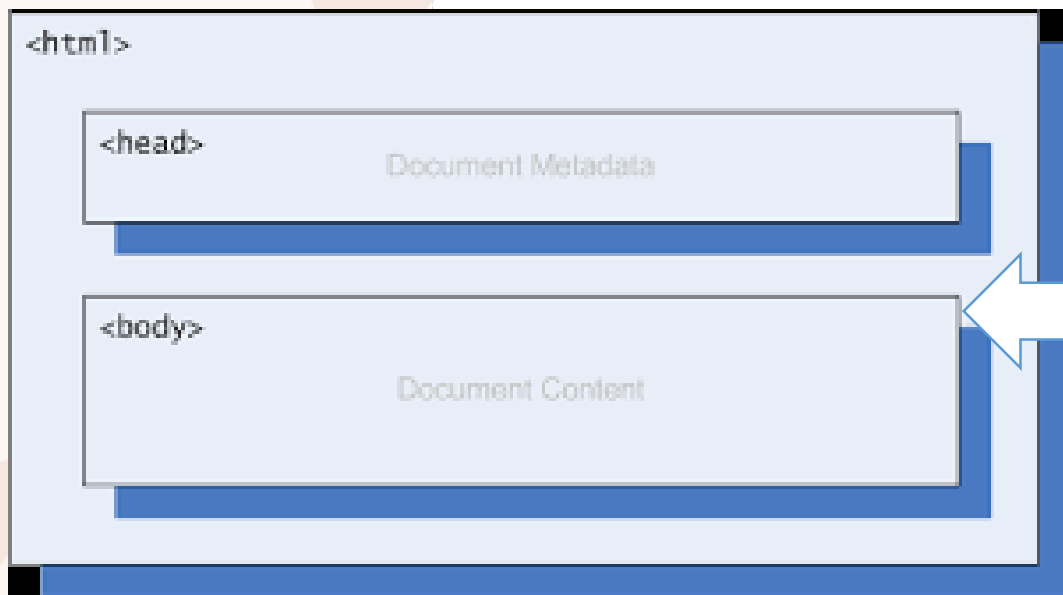 <html>
<head>
Document Metadata
<body>
Document Content